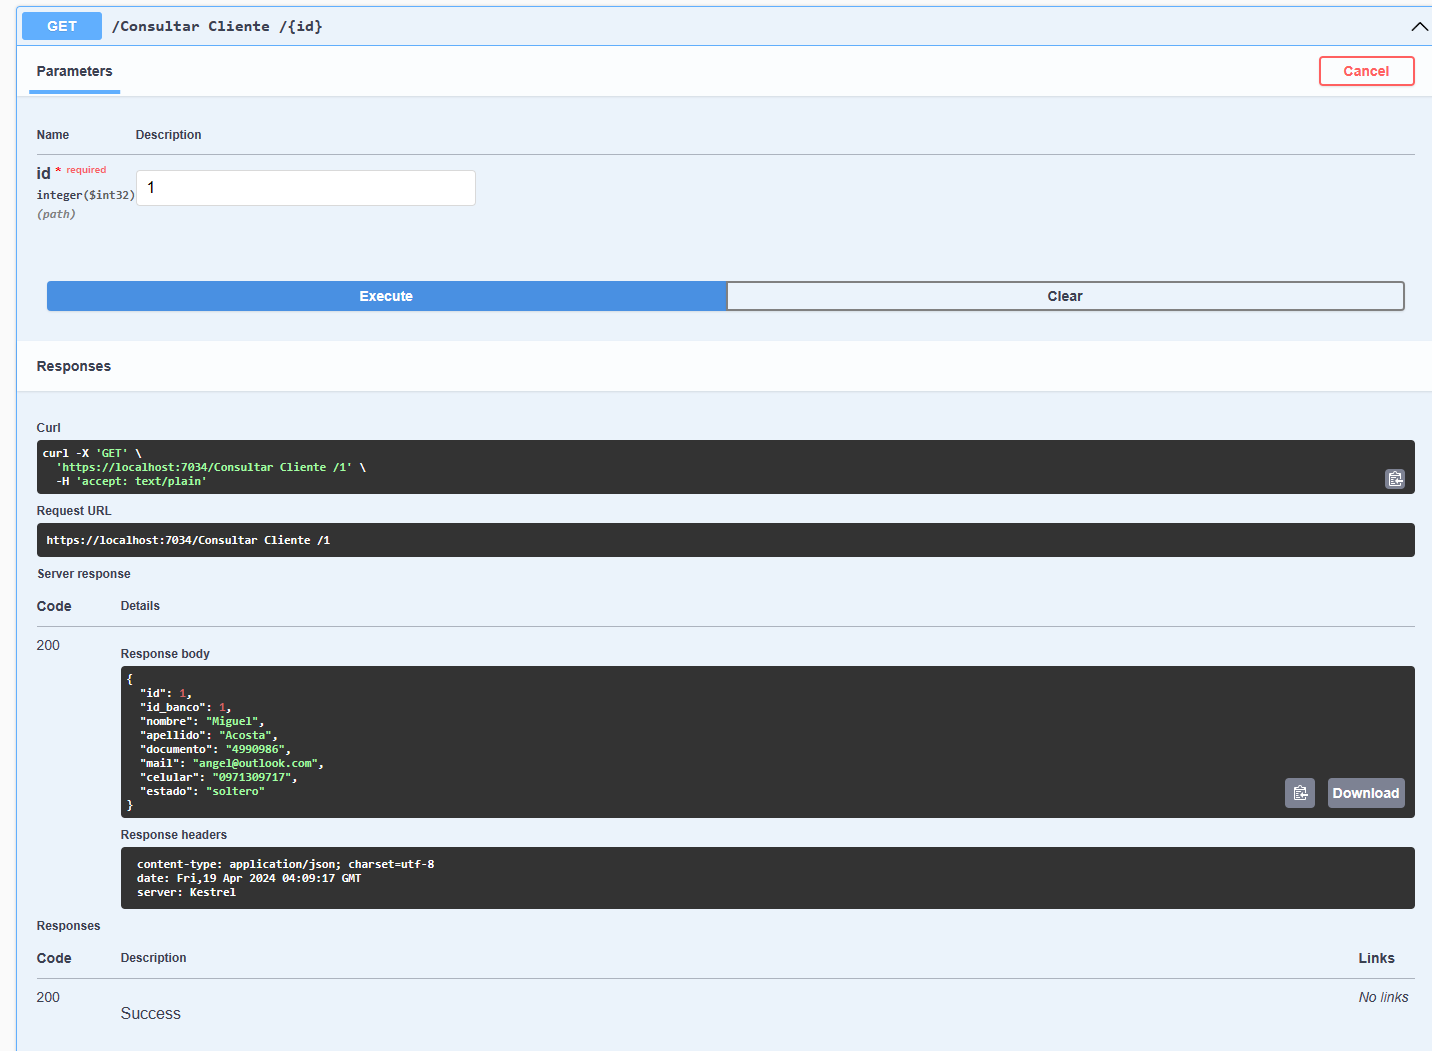 GET /Consultar Cliente /{id}
Parameters Cancel
Name Description
id * required
integer($int32)
(path)
1
Execute Clear
Responses
Curl
curl -X 'GET' \
  'https://localhost:7034/Consultar Cliente /1' \
  -H 'accept: text/plain'
Request URL
https://localhost:7034/Consultar Cliente /1
Server response
Code Details
200
Response body
{
  "id": 1,
  "id_banco": 1,
  "nombre": "Miguel",
  "apellido": "Acosta",
  "documento": "4990986",
  "mail": "angel@outlook.com",
  "celular": "0971309717",
  "estado": "soltero"
}
Download
Response headers
content-type: application/json; charset=utf-8
date: Fri,19 Apr 2024 04:09:17 GMT
server: Kestrel
Responses
Code Description Links
200 No links
Success